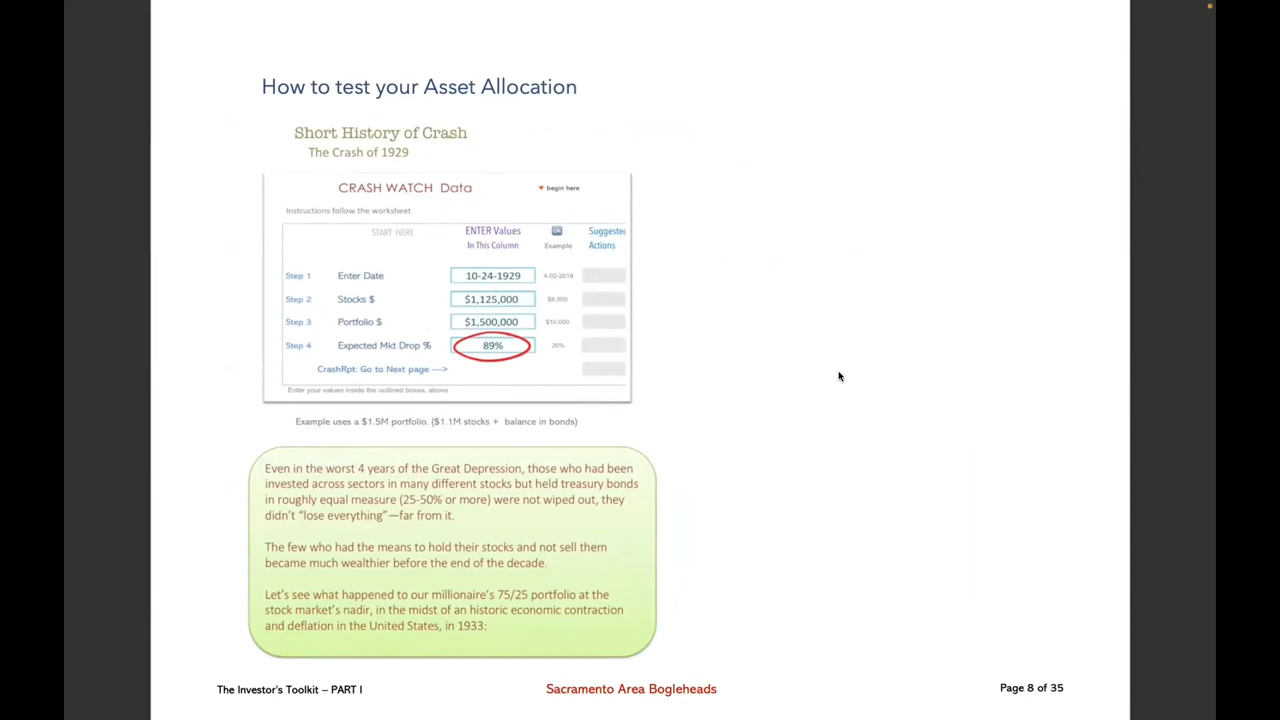 How to test your Asset Allocation
Short History of Crash
The Crash of 1929
CRASH WATCH Data
begin here
Instructions follow the worksheet
START HERE
ENTER Values
In This Column
OR
Example
Suggested
Actions
Step 1 Enter Date 10-24-1929 4-02-2018
Step 2 Stocks $ $1,125,000 $8,500
Step 3 Portfolio $ $1,500,000 $10,000
Step 4 Expected Mkt Drop % 89% 20%
CrashRpt: Go to Next page --->
Enter your values inside the outlined boxes, above
Example uses a $1.5M portfolio. ($1.1M stocks + balance in bonds)
Even in the worst 4 years of the Great Depression, those who had been
invested across sectors in many different stocks but held treasury bonds
in roughly equal measure (25-50% or more) were not wiped out, they
didn't “lose everything”—far from it.
The few who had the means to hold their stocks and not sell them
became much wealthier before the end of the decade.
Let's see what happened to our millionaire's 75/25 portfolio at the
stock market's nadir, in the midst of an historic economic contraction
and deflation in the United States, in 1933:
The Investor's Toolkit – PART I
Sacramento Area Bogleheads
Page 8 of 35